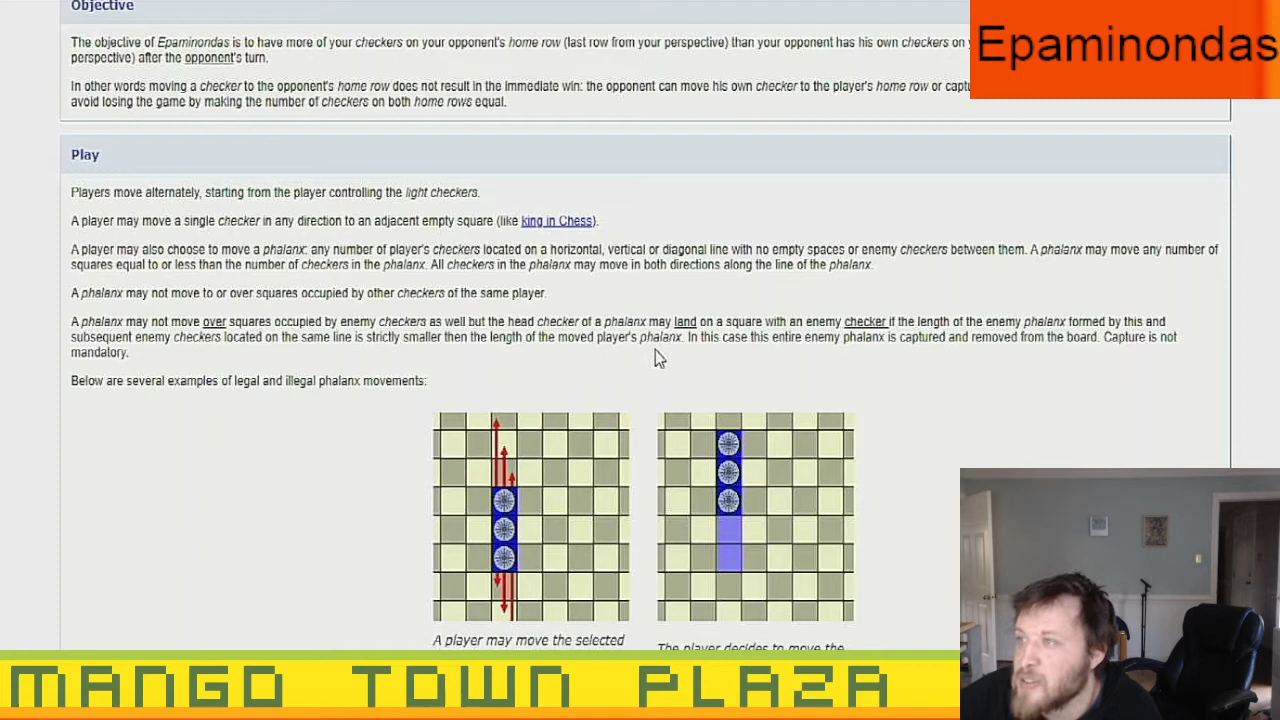 Objective
Epaminondas
The objective of Epaminondas is to have more of your checkers on your opponent's home row (last row from your perspective) than your opponent has his own checkers on
perspective) after the opponent's turn.
In other words moving a checker to the opponent's home row does not result in the immediate win: the opponent can move his own checker to the player's home row or
avoid losing the game by making the number of checkers on both home rows equal.
Play
Players move alternately, starting from the player controlling the light checkers.
A player may move a single checker in any direction to an adjacent empty square (like king in Chess).
A player may also choose to move a phalanx: any number of player's checkers located on a horizontal, vertical or diagonal line with no empty spaces or enemy checkers between them. A phalanx may move any number of
squares equal to or less than the number of checkers in the phalanx. All checkers in the phalanx may move in both directions along the line of the phalanx.
A phalanx may not move to or over squares occupied by other checkers of the same player.
A phalanx may not move over squares occupied by enemy checkers as well but the head checker of a phalanx may land on a square with an enemy checker if the length of the enemy phalanx formed by this and
subsequent enemy checkers located on the same line is strictly smaller then the length of the moved player's phalanx. In this case this entire enemy phalanx is captured and removed from the board. Capture is not
mandatory.
Below are several examples of legal and illegal phalanx movements:
A player may move the selected
The player decides to move the
MANGO TOWN PLAZA